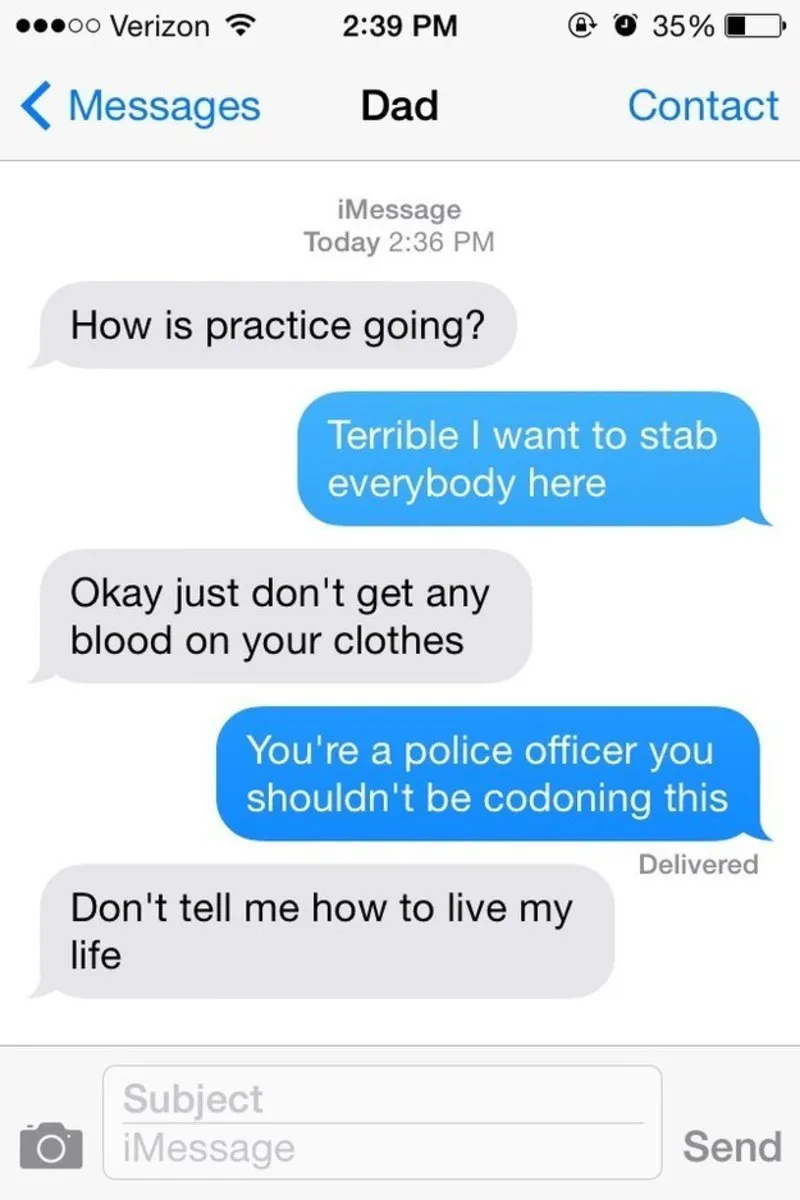 Verizon 2:39 PM 35%
Messages Dad Contact
iMessage
Today 2:36 PM
How is practice going?
Terrible I want to stab
everybody here
Okay just don't get any
blood on your clothes
You're a police officer you
shouldn't be codoning this
Delivered
Don't tell me how to live my
life
Subject
iMessage
Send